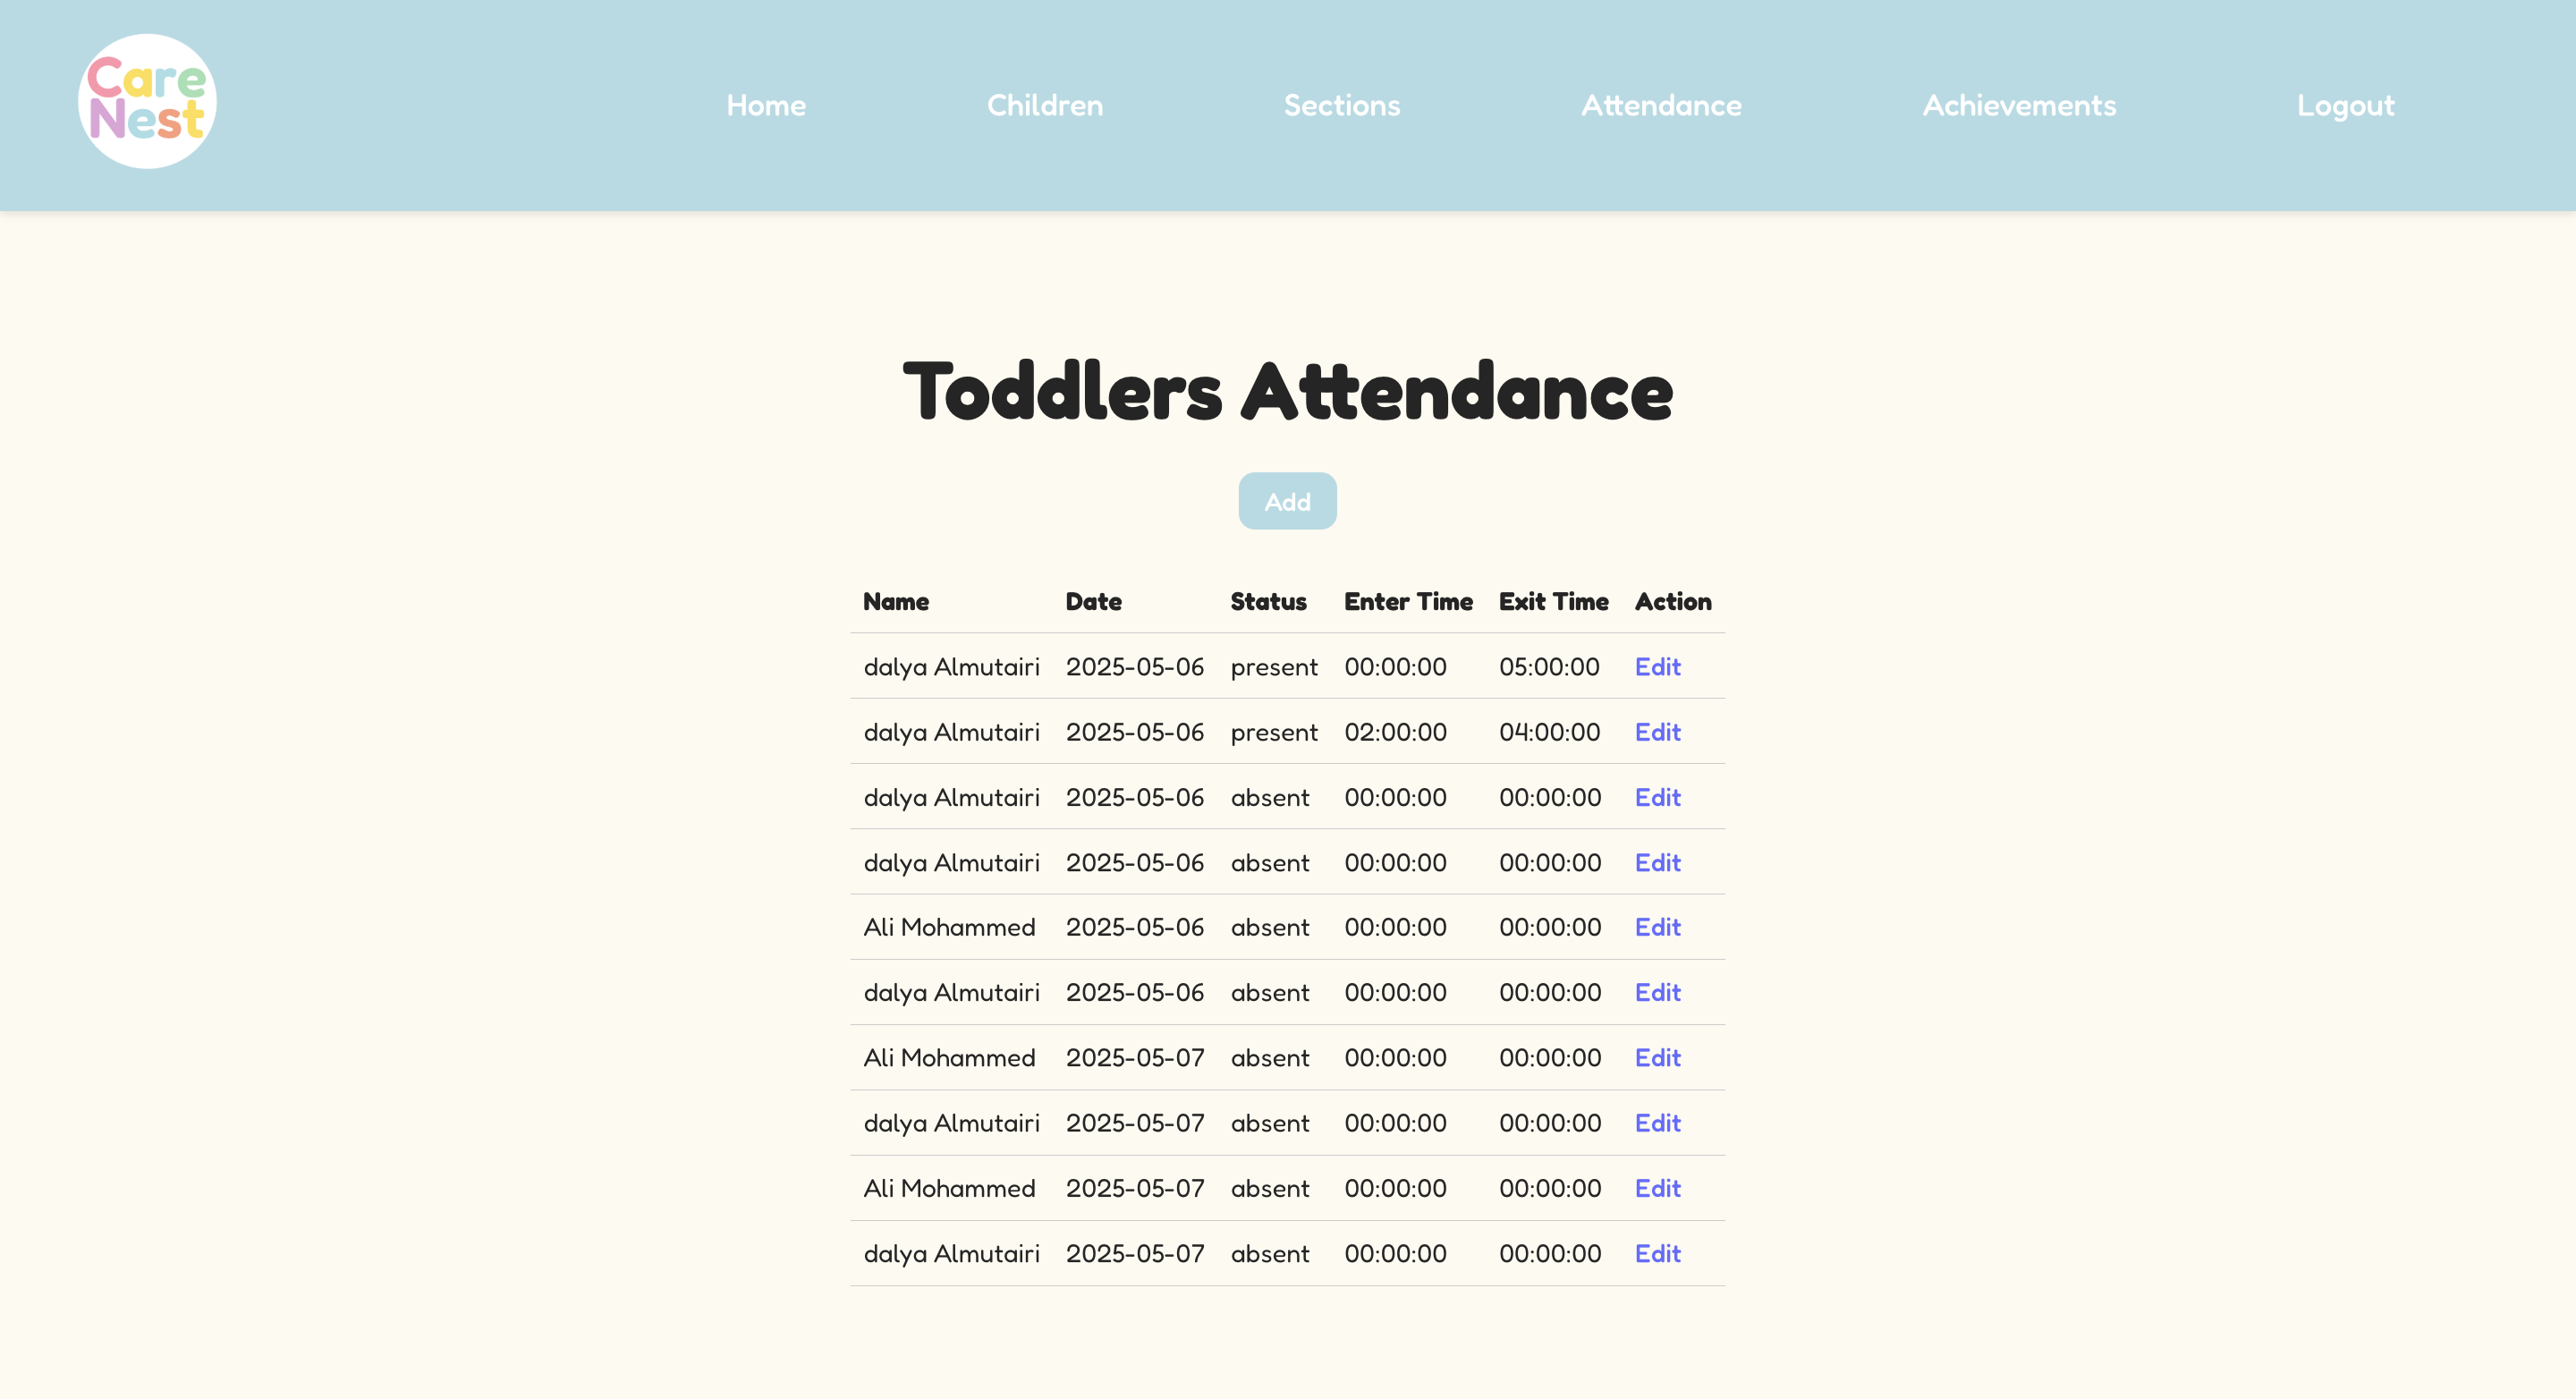 Care
Nest
Home Children Sections Attendance Achievements Logout
Toddlers Attendance
Add
Name Date Status Enter Time Exit Time Action
dalya Almutairi 2025-05-06 present 00:00:00 05:00:00 Edit
dalya Almutairi 2025-05-06 present 02:00:00 04:00:00 Edit
dalya Almutairi 2025-05-06 absent 00:00:00 00:00:00 Edit
dalya Almutairi 2025-05-06 absent 00:00:00 00:00:00 Edit
Ali Mohammed 2025-05-06 absent 00:00:00 00:00:00 Edit
dalya Almutairi 2025-05-06 absent 00:00:00 00:00:00 Edit
Ali Mohammed 2025-05-07 absent 00:00:00 00:00:00 Edit
dalya Almutairi 2025-05-07 absent 00:00:00 00:00:00 Edit
Ali Mohammed 2025-05-07 absent 00:00:00 00:00:00 Edit
dalya Almutairi 2025-05-07 absent 00:00:00 00:00:00 Edit